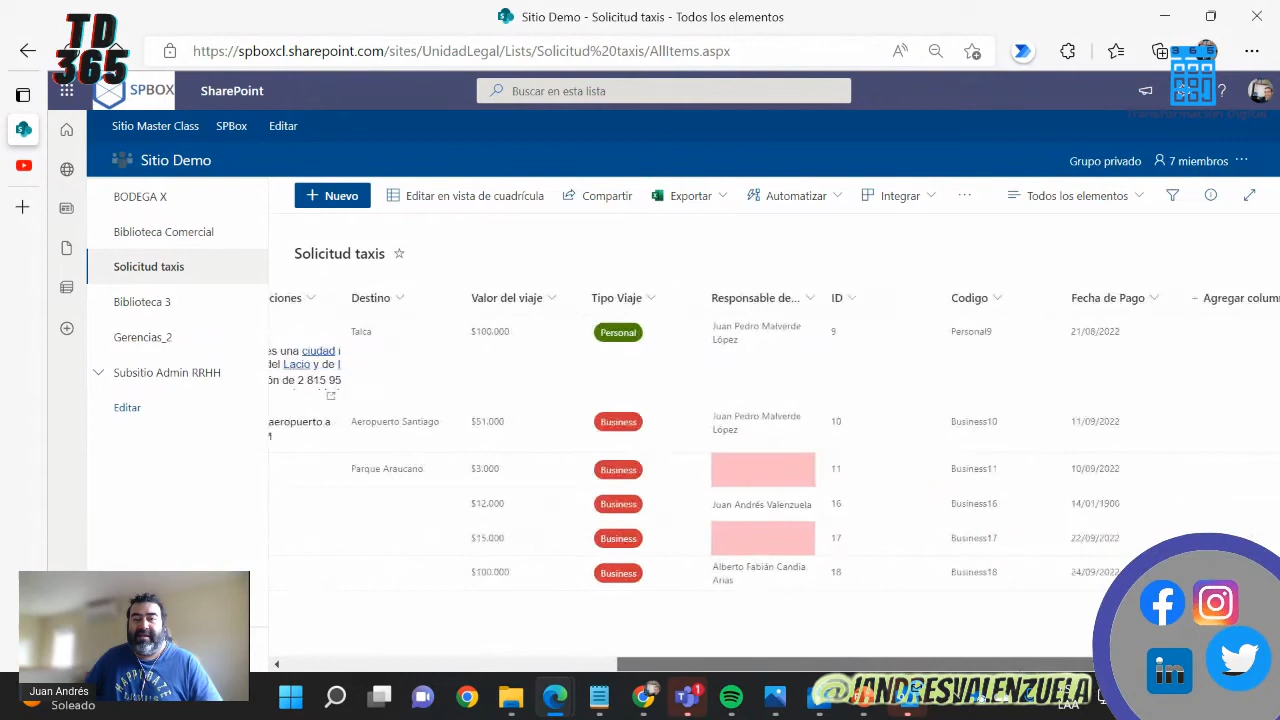 TD
365
Sitio Demo - Solicitud taxis - Todos los elementos
https://spboxcl.sharepoint.com/sites/UnidadLegal/Lists/Solicitud%20taxis/AllItems.aspx
SPBOX
SharePoint
Buscar en esta lista
365
Transformación Digital
Sitio Master Class
SPBox
Editar
Sitio Demo
Grupo privado
7 miembros
BODEGA X
Biblioteca Comercial
Solicitud taxis
Biblioteca 3
Gerencias_2
Subsitio Admin RRHH
Editar
Nuevo
Editar en vista de cuadrícula
Compartir
Exportar
Automatizar
Integrar
Todos los elementos
Solicitud taxis
ciones Destino Valor del viaje Tipo Viaje Responsable de... ID Codigo Fecha de Pago + Agregar colum
Talca $100.000 Personal Juan Pedro Malverde López 9 Personal9 21/08/2022
es una ciudad i
del Lacio y de l
ón de 2 815 95
aeropuerto a
Aeropuerto Santiago $51.000 Business Juan Pedro Malverde López 10 Business10 11/09/2022
Parque Araucano $3.000 Business 11 Business11 10/09/2022
$12.000 Business Juan Andrés Valenzuela 16 Business16 14/01/1900
$15.000 Business 17 Business17 22/09/2022
$100.000 Business Alberto Fabián Candia Arias 18 Business18 24/09/2022
Juan Andrés
Soleado
@JANDRESVALENZUELA
LAA